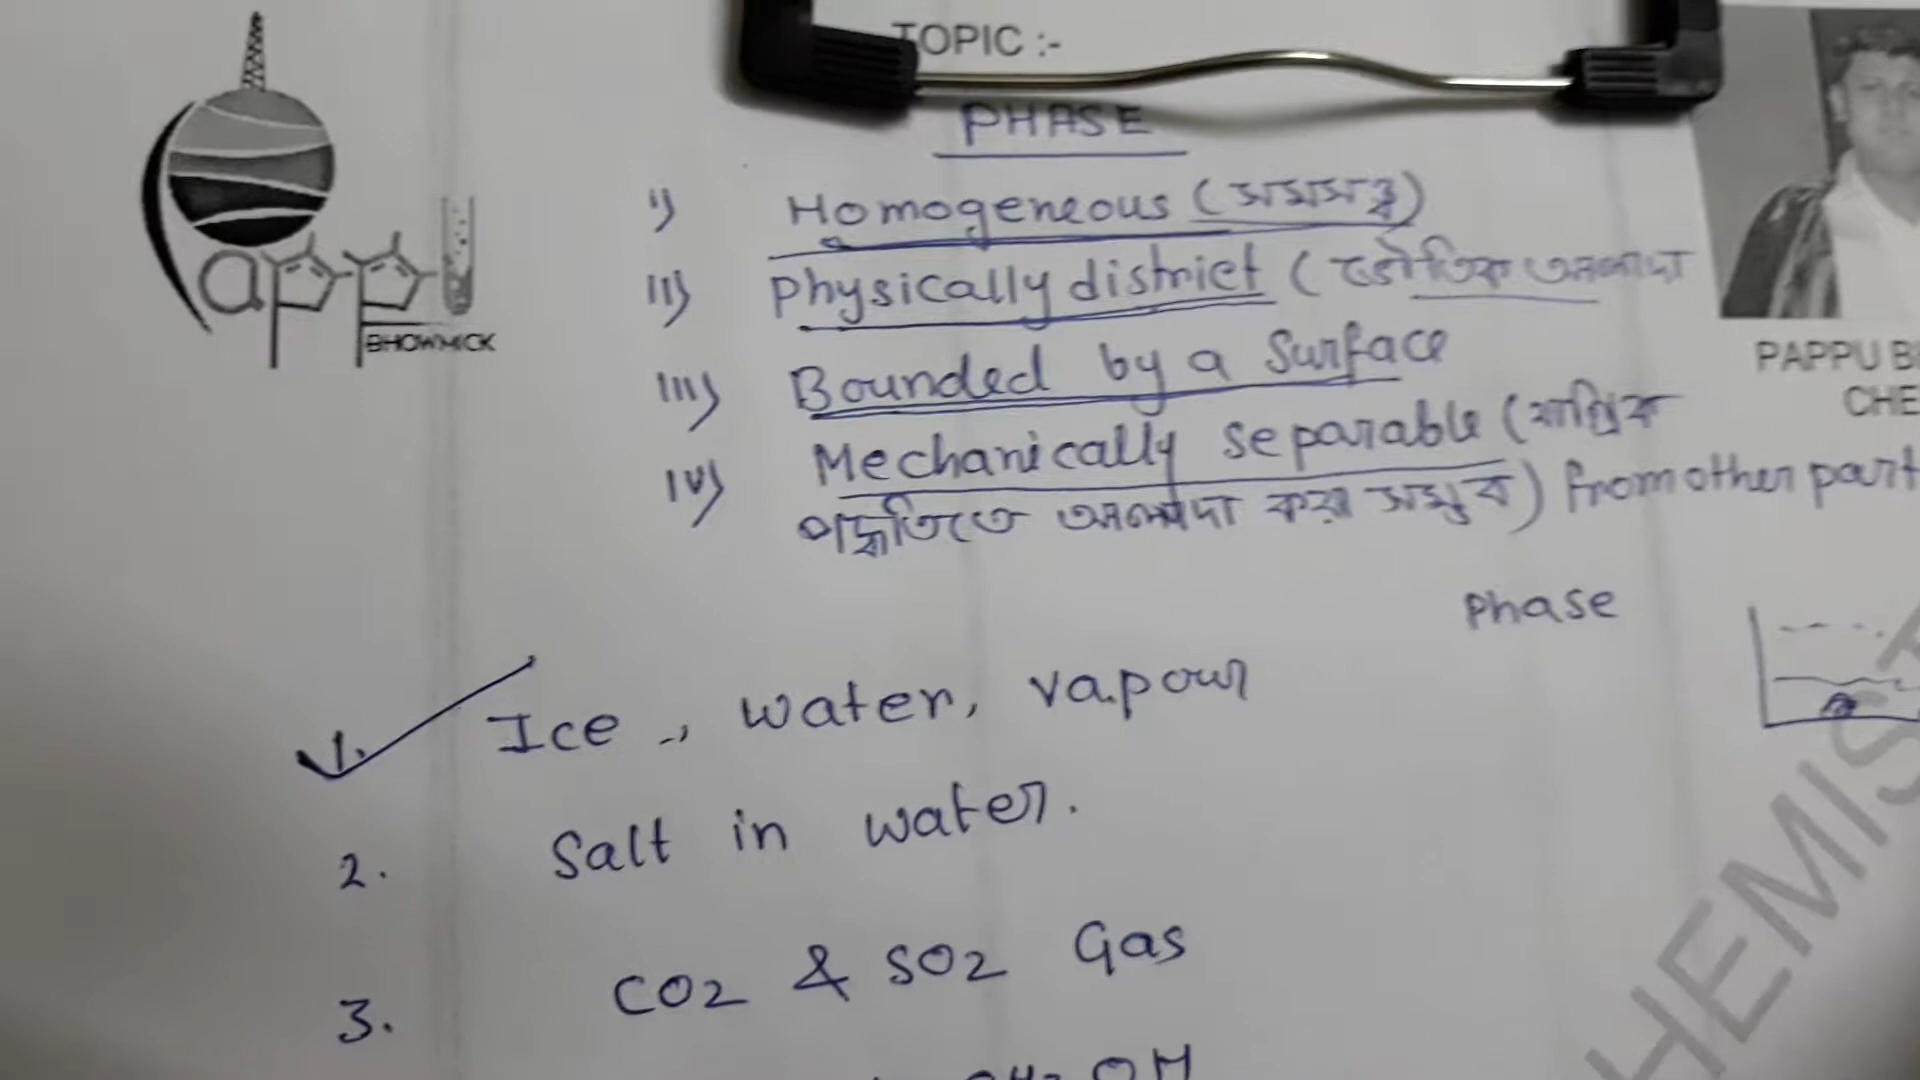 TOPIC :-
PHASE
i) Homogeneous (সমসত্ত্ব)
ii) Physically district (ভৌতিক আলাদা
iii) Bounded by a surface
iv) Mechanically separable (যান্ত্রিক
পদ্ধতিতে আলাদা করা সম্ভব) from other part
BHOWMICK
PAPPU B
CHE
Phase
1. Ice, water, vapour
2. Salt in water.
3. CO2 & SO2 Gas
OH
HEMIS